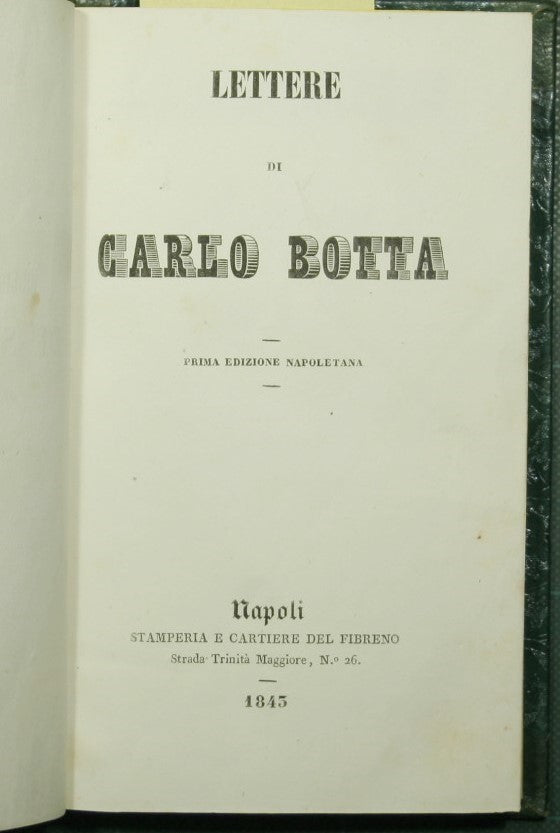 LETTERE
DI
CARLO BOTTA
PRIMA EDIZIONE NAPOLETANA
Napoli
STAMPERIA E CARTIERE DEL FIBRENO
Strada Trinità Maggiore, N.º 26.
1843